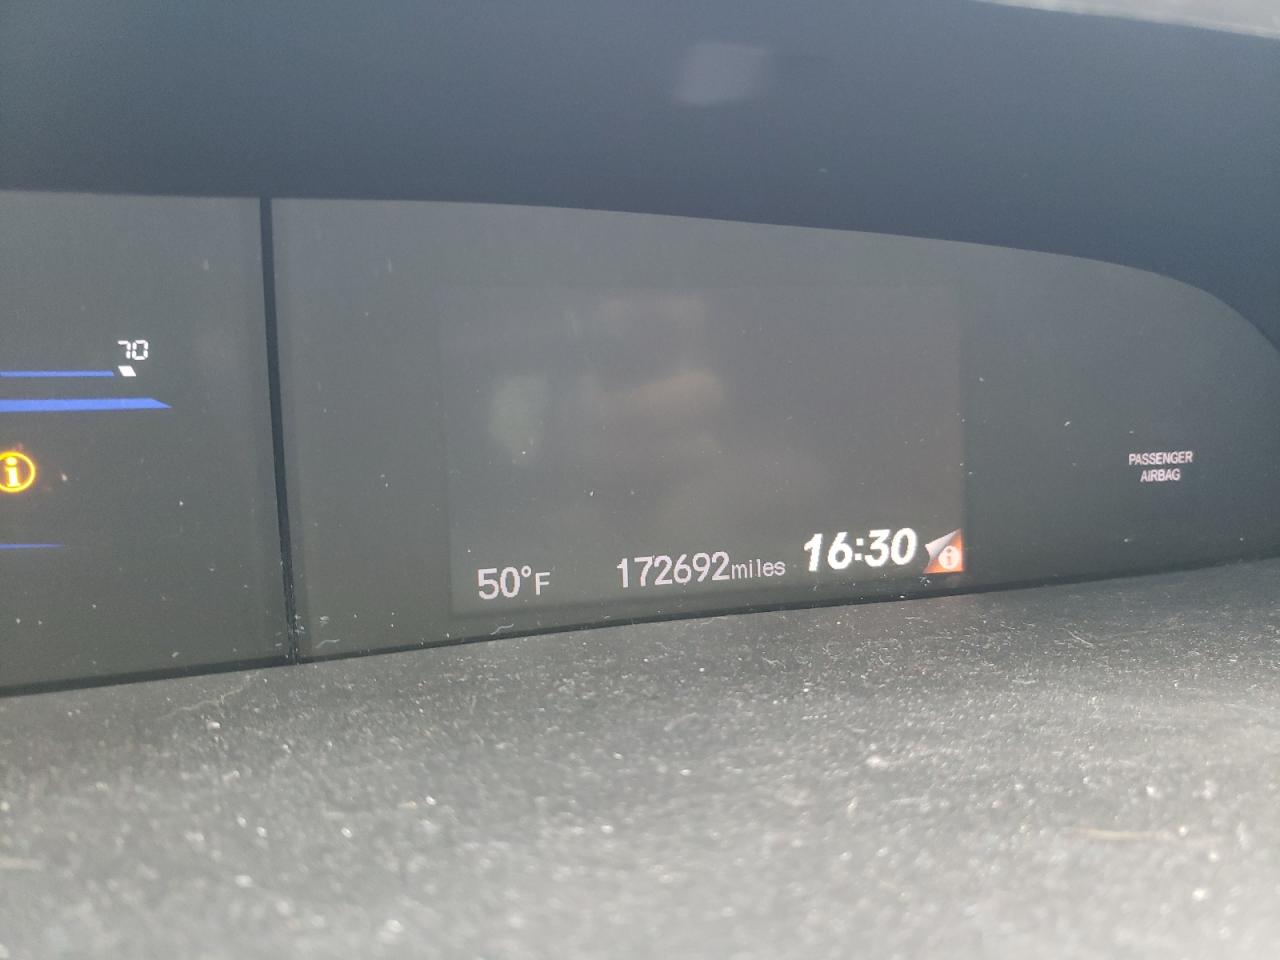 70
i
PASSENGER
AIRBAG
50°F 172692miles 16:30 i